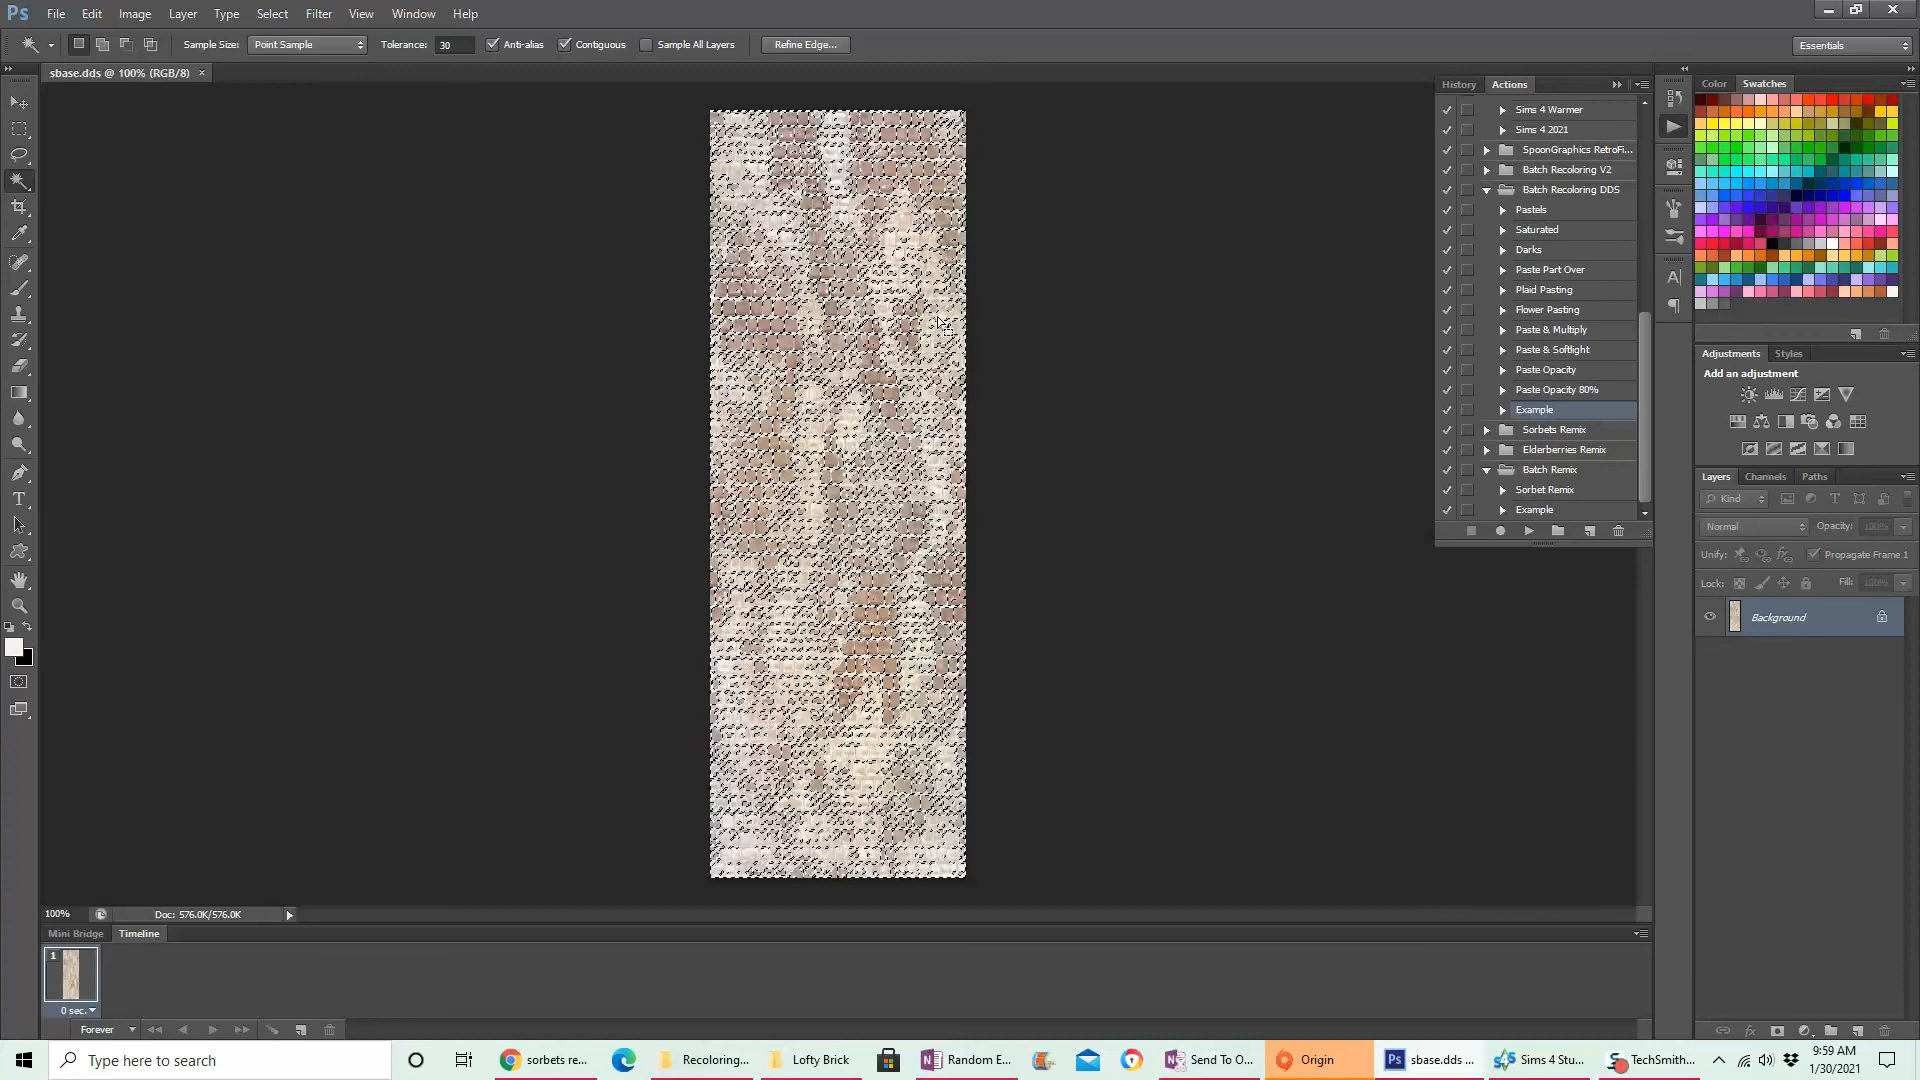 Ps File Edit Image Layer Type Select Filter View Window Help
Sample Size: Point Sample Tolerance: 30 Anti-alias Contiguous Sample All Layers Refine Edge... Essentials
sbase.dds @ 100% (RGB/8) ×
History Actions
Sims 4 Warmer
Sims 4 2021
SpoonGraphics RetroFi...
Batch Recoloring V2
Batch Recoloring DDS
Pastels
Saturated
Darks
Paste Part Over
Plaid Pasting
Flower Pasting
Paste & Multiply
Paste & Softlight
Paste Opacity
Paste Opacity 80%
Example
Sorbets Remix
Elderberries Remix
Batch Remix
Sorbet Remix
Example
Color Swatches
Adjustments Styles
Add an adjustment
Layers Channels Paths
Kind
Normal Opacity: 100%
Unify: Propagate Frame 1
Lock: Fill: 100%
Background
100% Doc: 576.0K/576.0K
Mini Bridge Timeline
1
0 sec.
Forever
Type here to search
sorbets re...
Recoloring...
Lofty Brick
Random E...
Send To O...
Origin
Ps sbase.dds ...
Sims 4 Stu...
TechSmith...
9:59 AM
1/30/2021